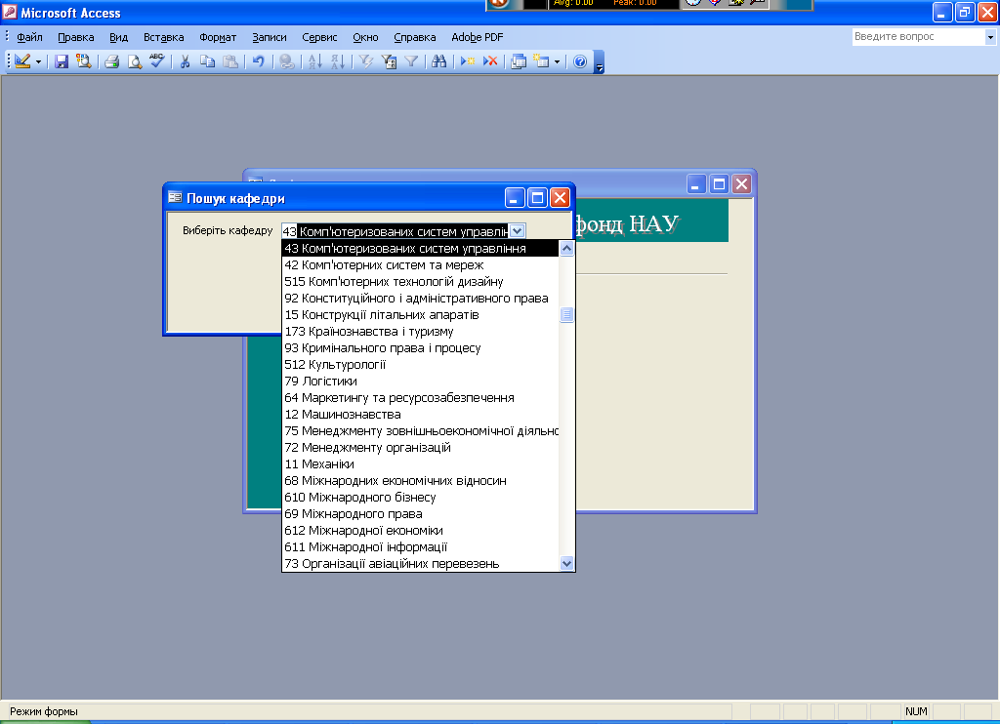 Avg: 0.00 Peak: 0.00
Microsoft Access
Файл Правка Вид Вставка Формат Записи Сервис Окно Справка Adobe PDF
Введите вопрос
Пошук кафедри
фонд НАУ
Виберіть кафедру
43 Комп'ютеризованих систем управлін
43 Комп'ютеризованих систем управління
42 Комп'ютерних систем та мереж
515 Комп'ютерних технологій дизайну
92 Конституційного і адміністративного права
15 Конструкції літальних апаратів
173 Країнознавства і туризму
93 Кримінального права і процесу
512 Культурології
79 Логістики
64 Маркетингу та ресурсозабезпечення
12 Машинознавства
75 Менеджменту зовнішньоекономічної діяльно
72 Менеджменту організацій
11 Механіки
68 Міжнародних економічних відносин
610 Міжнародного бізнесу
69 Міжнародного права
612 Міжнародної економіки
611 Міжнародної інформації
73 Організації авіаційних перевезень
Режим формы
NUM